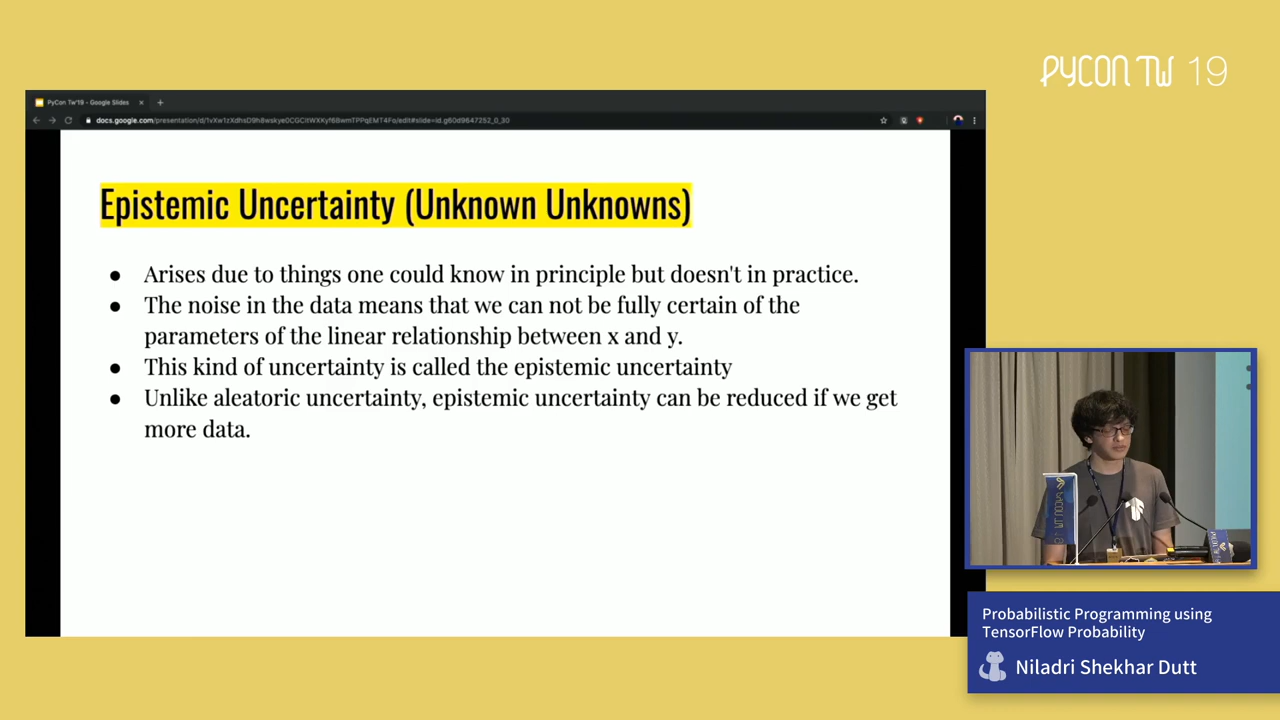 PYCON TW 19
PyCon Tw'19 - Google Slides
Epistemic Uncertainty (Unknown Unknowns)
● Arises due to things one could know in principle but doesn't in practice.
● The noise in the data means that we can not be fully certain of the
parameters of the linear relationship between x and y.
● This kind of uncertainty is called the epistemic uncertainty
● Unlike aleatoric uncertainty, epistemic uncertainty can be reduced if we get
more data.
Probabilistic Programming using
TensorFlow Probability
Niladri Shekhar Dutt